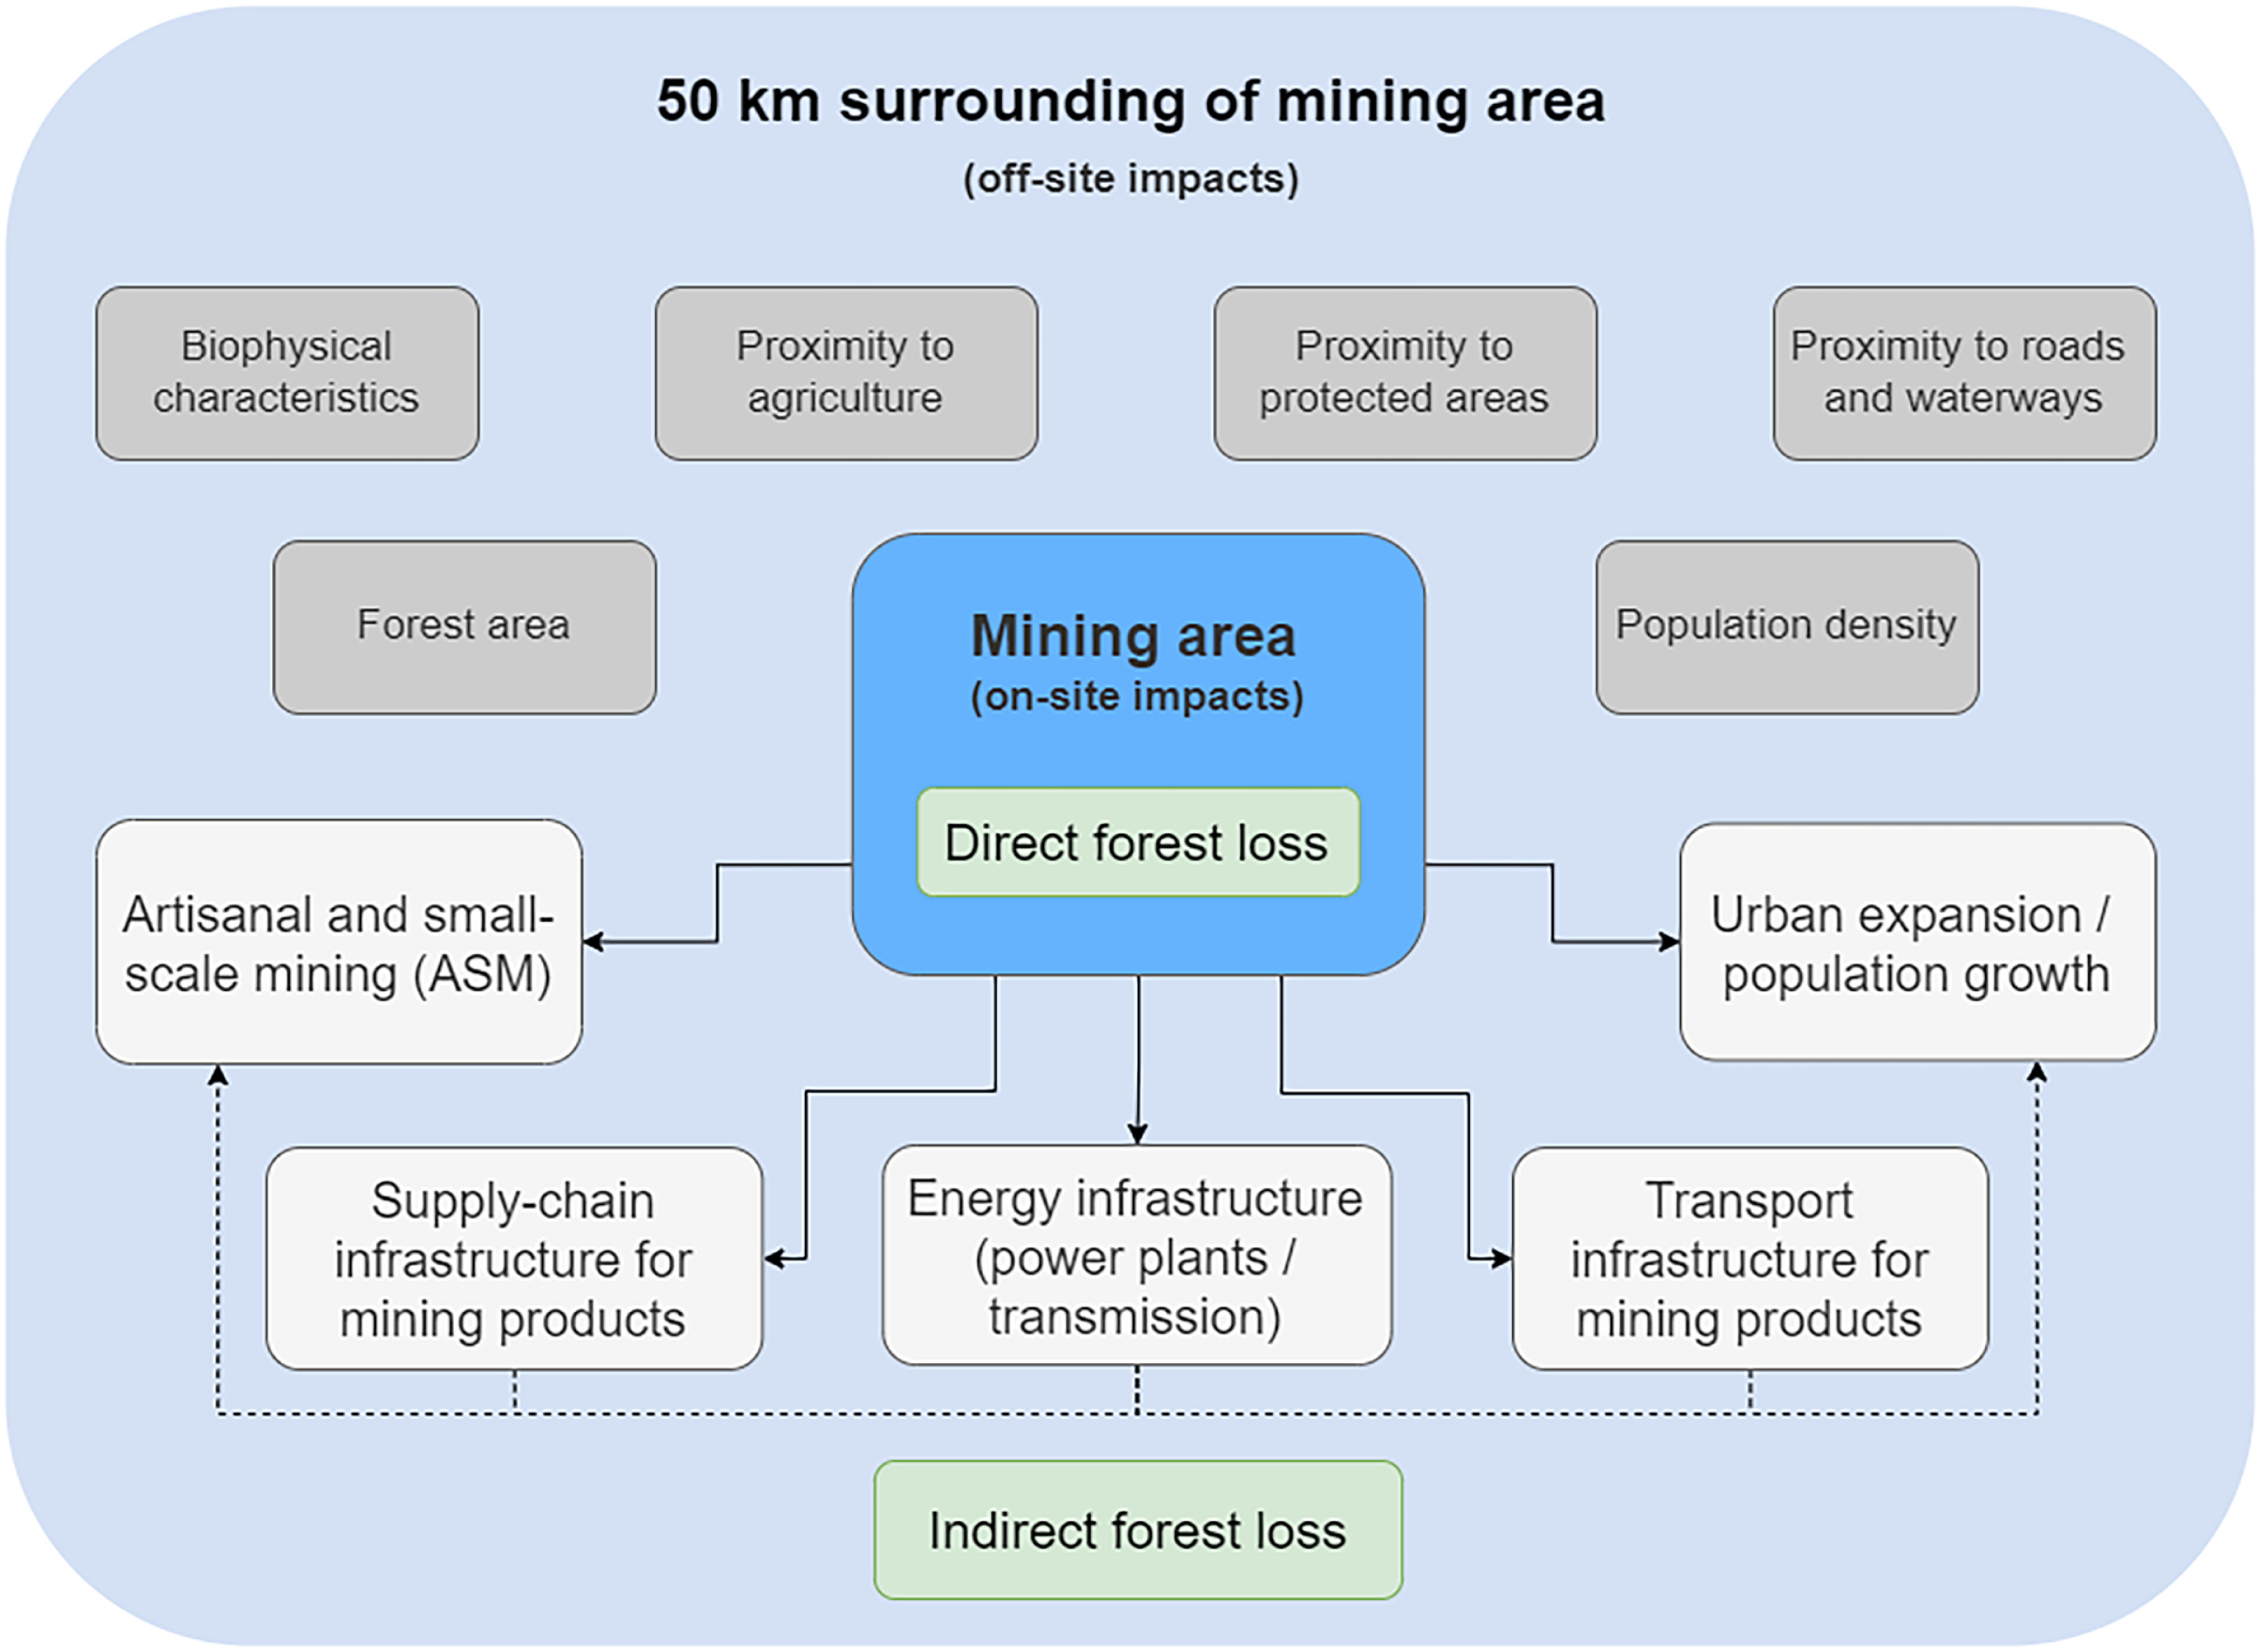 50 km surrounding of mining area
(off-site impacts)
Biophysical
characteristics
Proximity to
agriculture
Proximity to
protected areas
Proximity to roads
and waterways
Forest area
Mining area
(on-site impacts)
Population density
Direct forest loss
Artisanal and small-
scale mining (ASM)
Urban expansion /
population growth
Supply-chain
infrastructure for
mining products
Energy infrastructure
(power plants /
transmission)
Transport
infrastructure for
mining products
Indirect forest loss